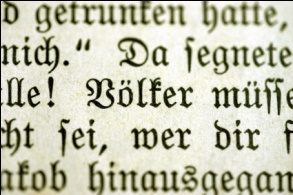 d getrunken hatte,
mich.“ Da segnete
lle! Völker müsse
cht sei, wer dir f
akob hinausgegan